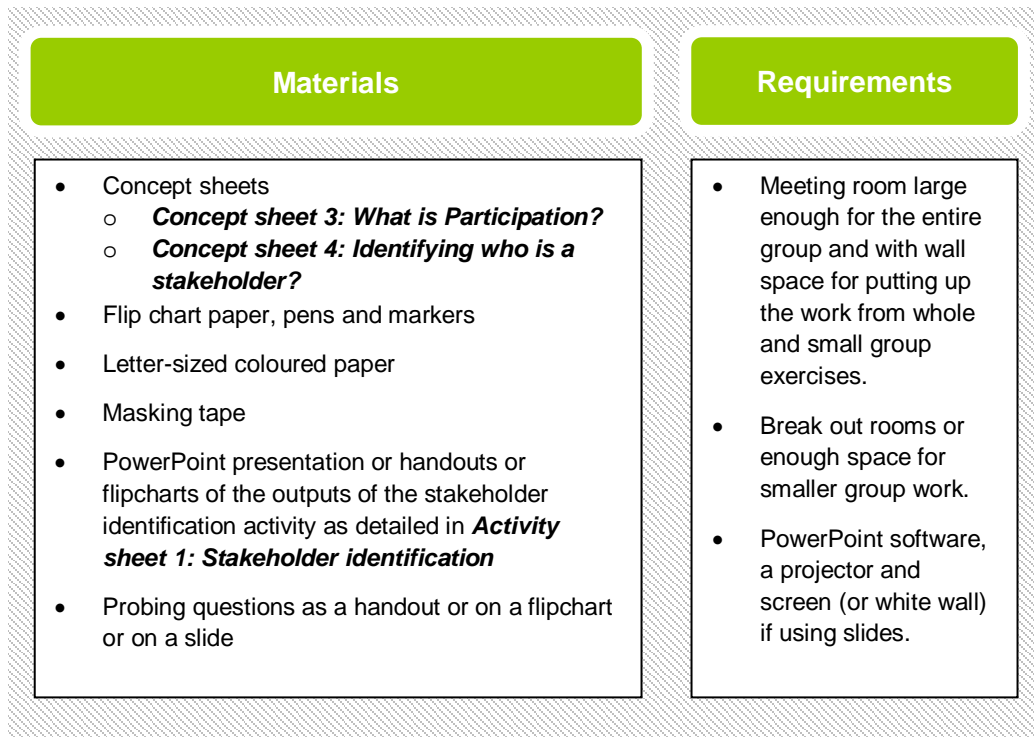 Materials
• Concept sheets
o Concept sheet 3: What is Participation?
o Concept sheet 4: Identifying who is a
stakeholder?
• Flip chart paper, pens and markers
• Letter-sized coloured paper
• Masking tape
• PowerPoint presentation or handouts or
flipcharts of the outputs of the stakeholder
identification activity as detailed in Activity
sheet 1: Stakeholder identification
• Probing questions as a handout or on a flipchart
or on a slide
Requirements
• Meeting room large
enough for the entire
group and with wall
space for putting up
the work from whole
and small group
exercises.
• Break out rooms or
enough space for
smaller group work.
• PowerPoint software,
a projector and
screen (or white wall)
if using slides.